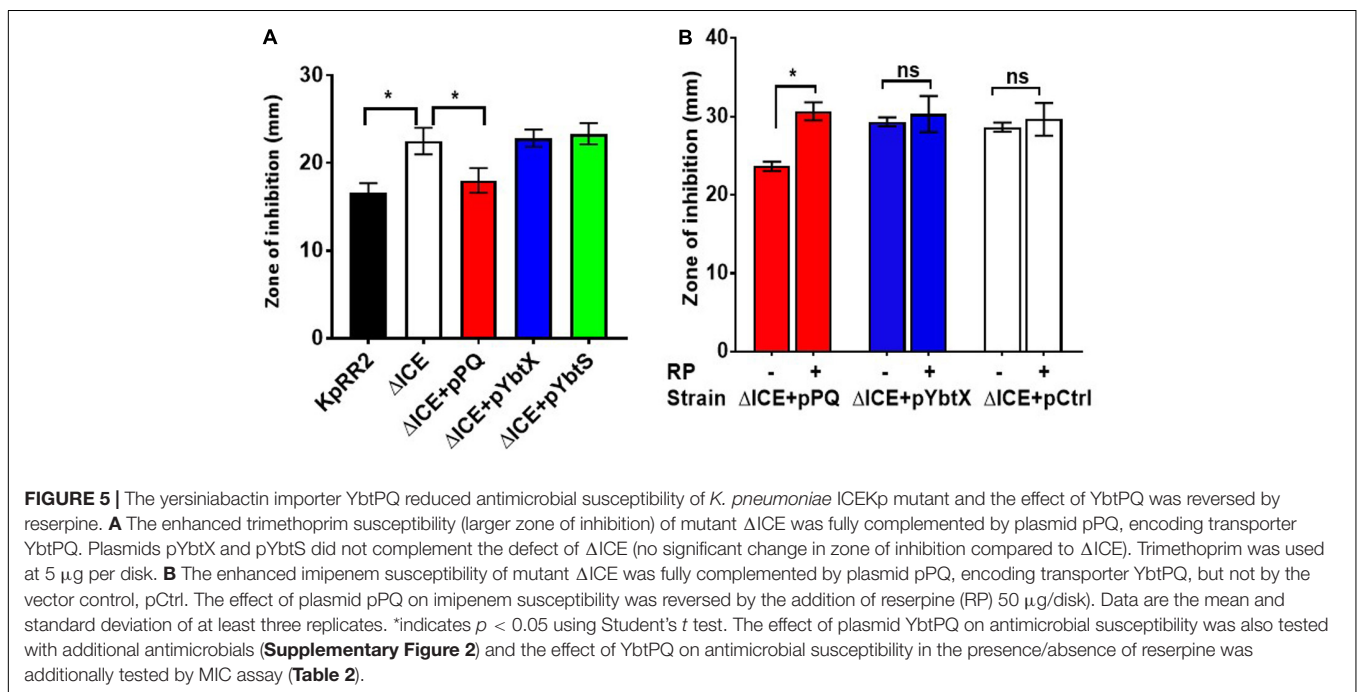 A
Zone of inhibition (mm)
30
20
10
0
*
*
KpRR2
ΔICE
ΔICE+pPQ
ΔICE+pYbtX
ΔICE+pYbtS
B
Zone of inhibition (mm)
40
30
20
10
0
*
ns
ns
RP - + - + - +
Strain ΔICE+pPQ ΔICE+pYbtX ΔICE+pCtrl
FIGURE 5 | The yersiniabactin importer YbtPQ reduced antimicrobial susceptibility of K. pneumoniae ICEKp mutant and the effect of YbtPQ was reversed by
reserpine. A The enhanced trimethoprim susceptibility (larger zone of inhibition) of mutant ΔICE was fully complemented by plasmid pPQ, encoding transporter
YbtPQ. Plasmids pYbtX and pYbtS did not complement the defect of ΔICE (no significant change in zone of inhibition compared to ΔICE). Trimethoprim was used
at 5 μg per disk. B The enhanced imipenem susceptibility of mutant ΔICE was fully complemented by plasmid pPQ, encoding transporter YbtPQ, but not by the
vector control, pCtrl. The effect of plasmid pPQ on imipenem susceptibility was reversed by the addition of reserpine (RP) 50 μg/disk). Data are the mean and
standard deviation of at least three replicates. *indicates p < 0.05 using Student's t test. The effect of plasmid YbtPQ on antimicrobial susceptibility was also tested
with additional antimicrobials (Supplementary Figure 2) and the effect of YbtPQ on antimicrobial susceptibility in the presence/absence of reserpine was
additionally tested by MIC assay (Table 2).